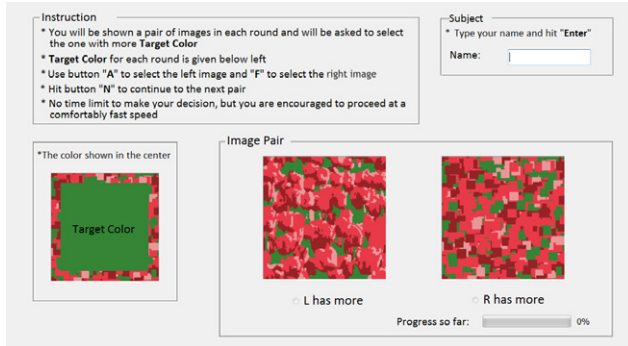 Instruction
* You will be shown a pair of images in each round and will be asked to select
the one with more Target Color
* Target Color for each round is given below left
* Use button "A" to select the left image and "F" to select the right image
* Hit button "N" to continue to the next pair
* No time limit to make your decision, but you are encouraged to proceed at a
comfortably fast speed
Subject
* Type your name and hit "Enter"
Name:
*The color shown in the center
Target Color
Image Pair
L has more
R has more
Progress so far:
0%